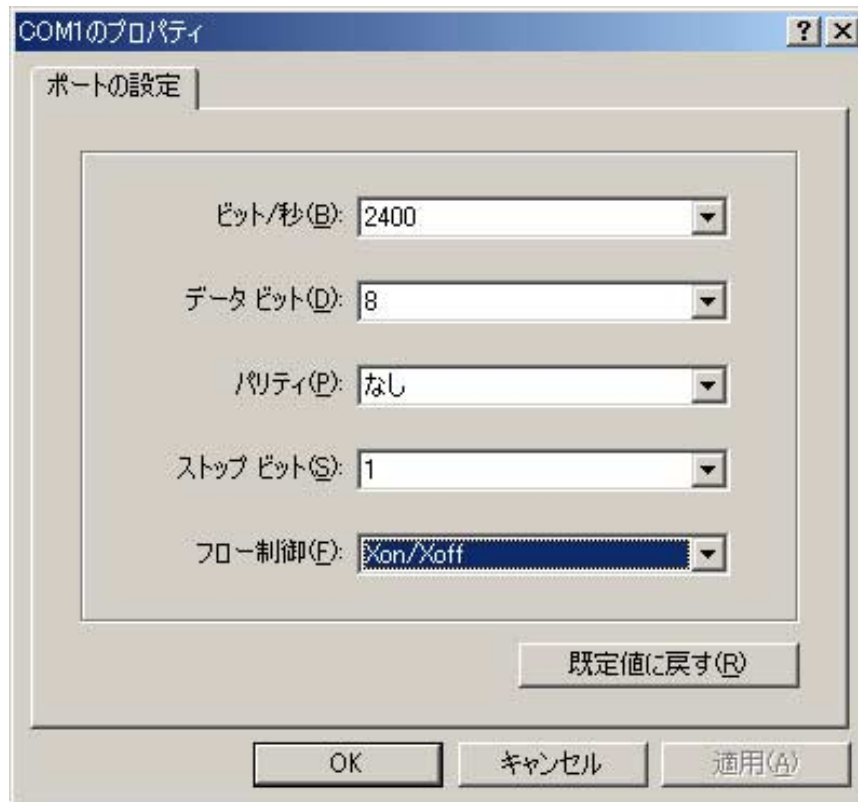 COM1のプロパティ
ポートの設定
ビット/秒(B): 2400
データ ビット(D): 8
パリティ(P): なし
ストップ ビット(S): 1
フロー制御(F): Xon/Xoff
既定値に戻す(R)
OK キャンセル 適用(A)